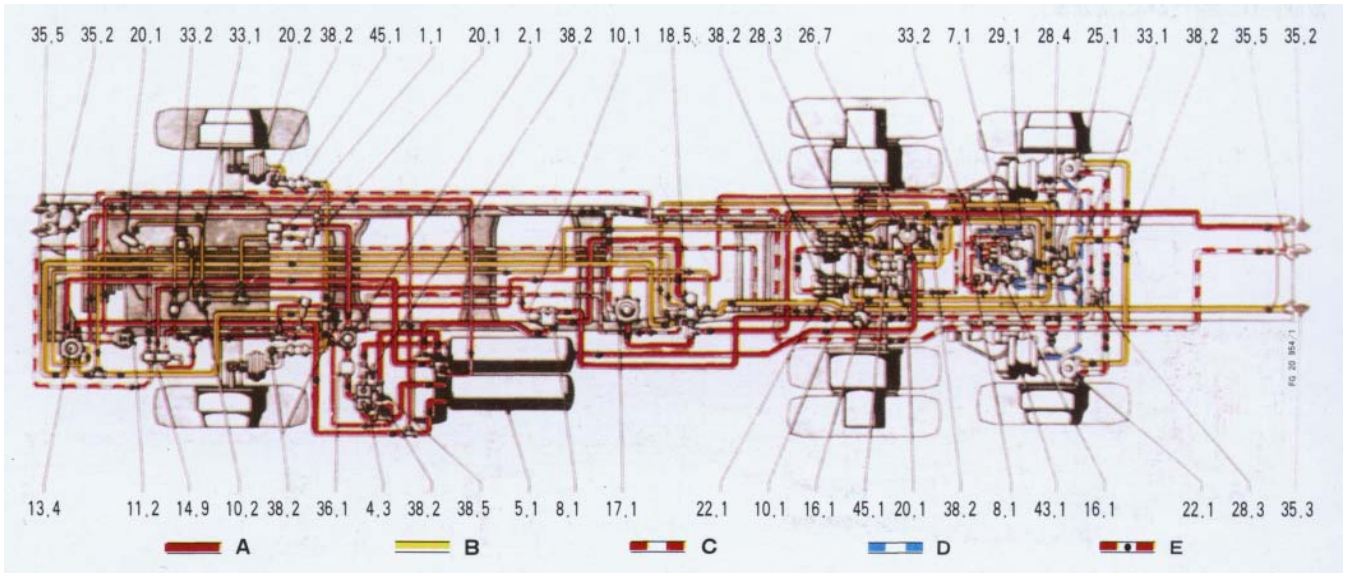 35,5 35,2 20,1 33,2 33,1 20,2 38,2 45,1 1,1 20,1 2,1 38,2 10,1 18,5 38,2 28,3 26,7 33,2 7,1 29,1 28,4 25,1 33,1 38,2 35,5 35,2
FG 20 954/1
13,4 11,2 14,9 10,2 38,2 36,1 4,3 38,2 38,5 5,1 8,1 17,1 22,1 10,1 16,1 45,1 20,1 38,2 8,1 43,1 16,1 22,1 28,3 35,3
A B C D E